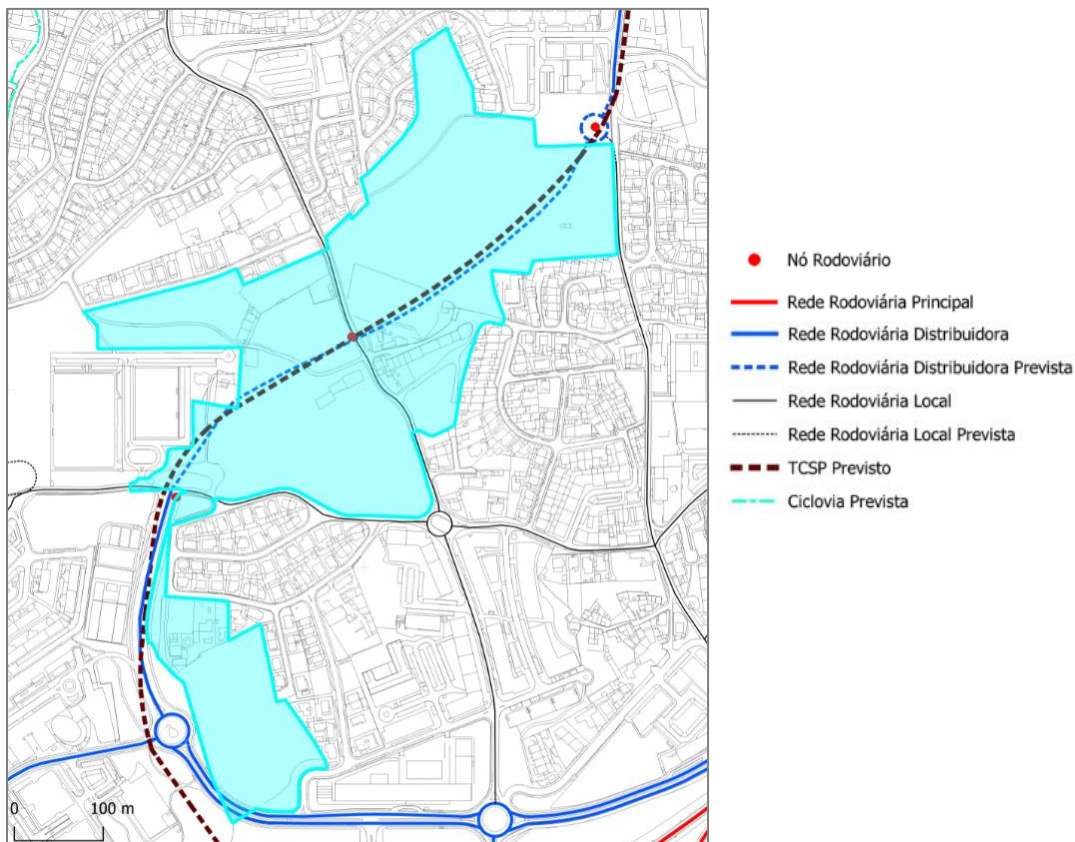 Nó Rodoviário
Rede Rodoviária Principal
Rede Rodoviária Distribuidora
Rede Rodoviária Distribuidora Prevista
Rede Rodoviária Local
Rede Rodoviária Local Prevista
TCSP Previsto
Ciclovia Prevista
0 100 m